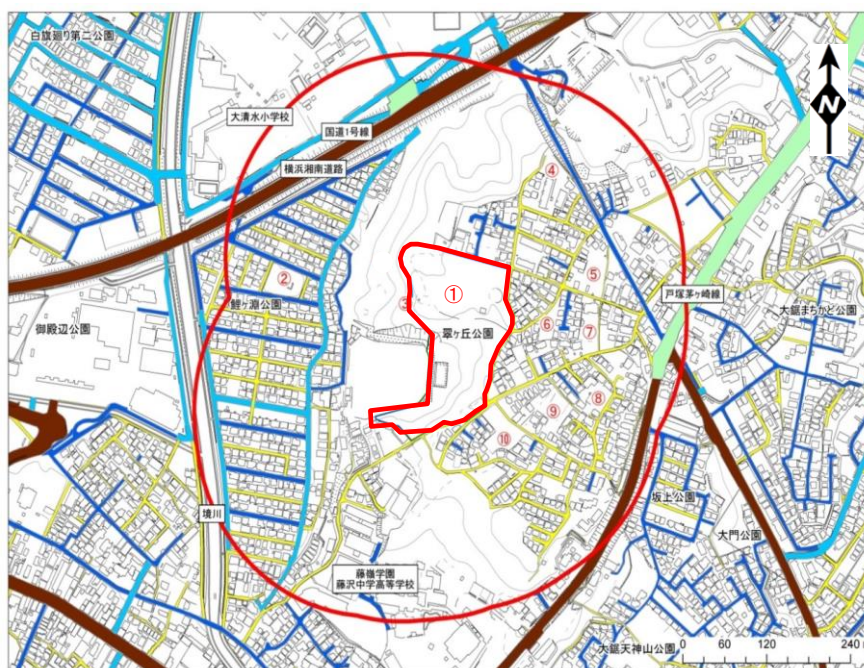 白旗廻り第二公園
大清水小学校
国道1号線
横浜湘南道路
N
④
②
鯉ヶ淵公園
①
③
翠ヶ丘公園
⑤
戸塚茅ヶ崎線
大鋸まちかど公園
御殿辺公園
⑥
⑦
⑧
⑨
⑩
境川
坂上公園
大門公園
藤嶺学園
藤沢中学高等学校
大鋸天神山公園
0 60 120 240